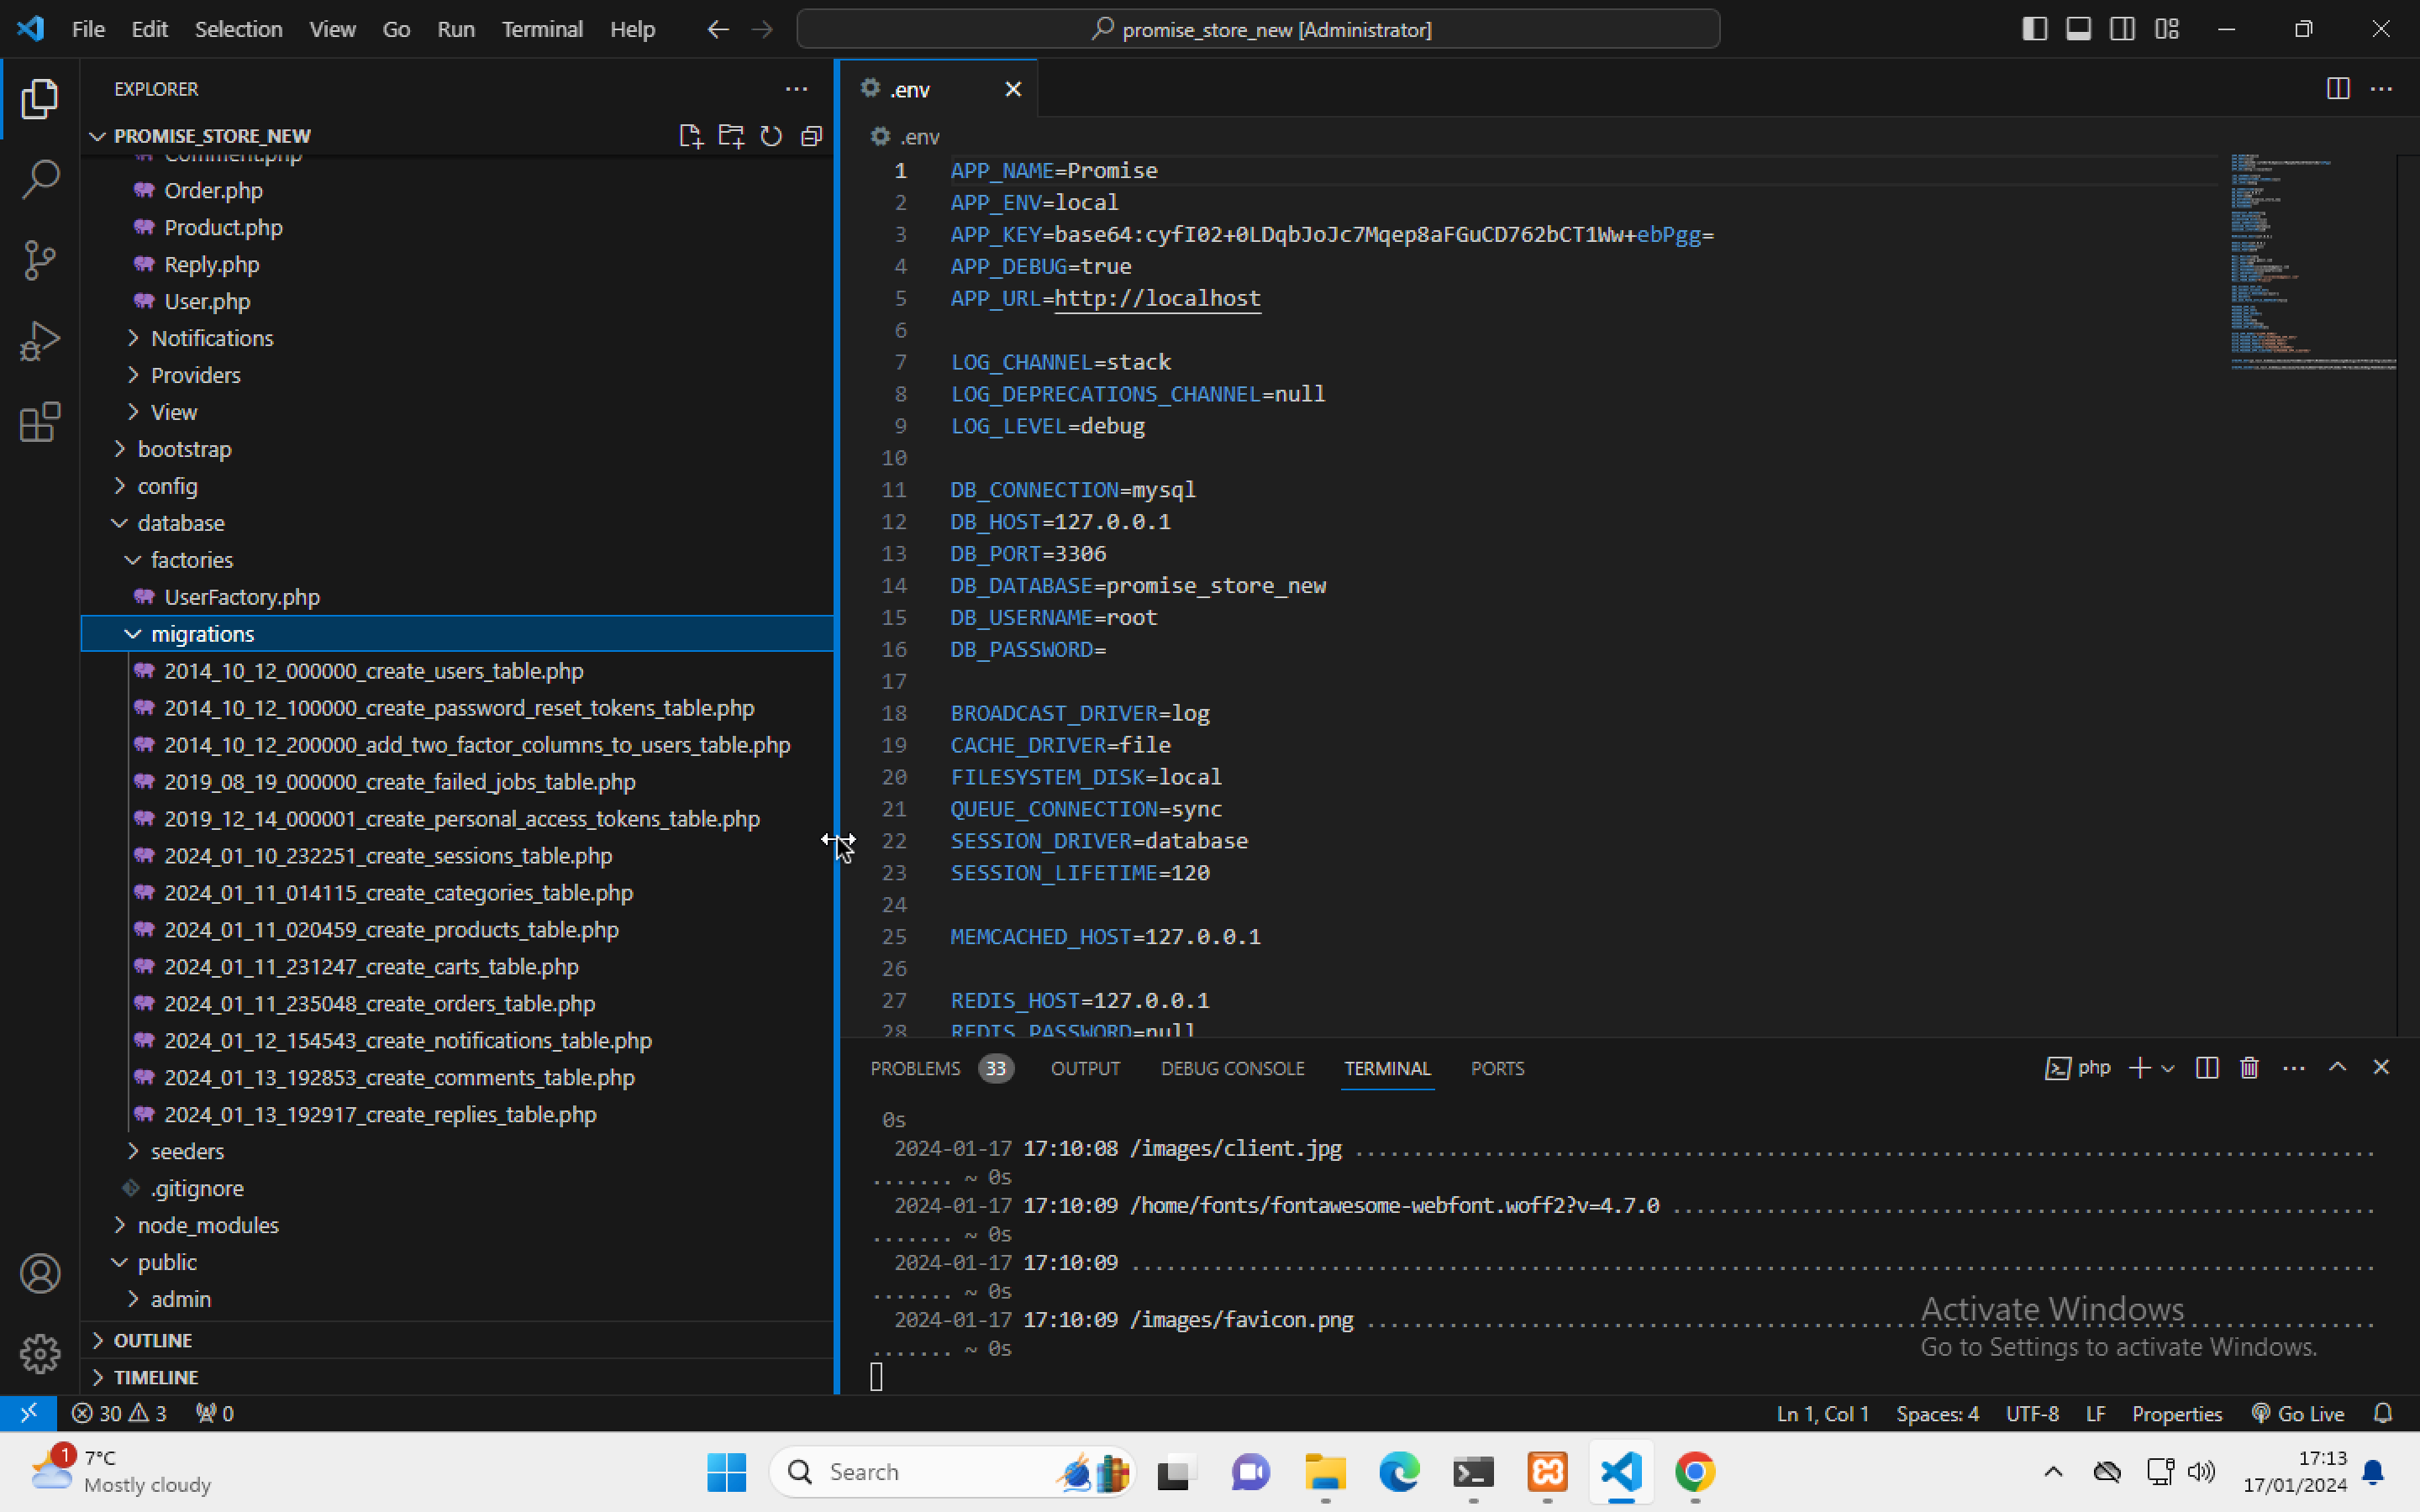 File Edit Selection View Go Run Terminal Help
promise_store_new [Administrator]
EXPLORER
PROMISE_STORE_NEW
Comment.php
Order.php
Product.php
Reply.php
User.php
Notifications
Providers
View
bootstrap
config
database
factories
UserFactory.php
migrations
2014_10_12_000000_create_users_table.php
2014_10_12_100000_create_password_reset_tokens_table.php
2014_10_12_200000_add_two_factor_columns_to_users_table.php
2019_08_19_000000_create_failed_jobs_table.php
2019_12_14_000001_create_personal_access_tokens_table.php
2024_01_10_232251_create_sessions_table.php
2024_01_11_014115_create_categories_table.php
2024_01_11_020459_create_products_table.php
2024_01_11_231247_create_carts_table.php
2024_01_11_235048_create_orders_table.php
2024_01_12_154543_create_notifications_table.php
2024_01_13_192853_create_comments_table.php
2024_01_13_192917_create_replies_table.php
seeders
.gitignore
node_modules
public
admin
OUTLINE
TIMELINE
.env
.env
1 APP_NAME=Promise
2 APP_ENV=local
3 APP_KEY=base64:cyfI02+0LDqbJoJc7Mqep8aFGuCD762bCT1Ww+ebPgg=
4 APP_DEBUG=true
5 APP_URL=http://localhost
6
7 LOG_CHANNEL=stack
8 LOG_DEPRECATIONS_CHANNEL=null
9 LOG_LEVEL=debug
10
11 DB_CONNECTION=mysql
12 DB_HOST=127.0.0.1
13 DB_PORT=3306
14 DB_DATABASE=promise_store_new
15 DB_USERNAME=root
16 DB_PASSWORD=
17
18 BROADCAST_DRIVER=log
19 CACHE_DRIVER=file
20 FILESYSTEM_DISK=local
21 QUEUE_CONNECTION=sync
22 SESSION_DRIVER=database
23 SESSION_LIFETIME=120
24
25 MEMCACHED_HOST=127.0.0.1
26
27 REDIS_HOST=127.0.0.1
28 REDIS_PASSWORD=null
PROBLEMS 33 OUTPUT DEBUG CONSOLE TERMINAL PORTS php
0s
2024-01-17 17:10:08 /images/client.jpg ..........
....... ~ 0s
2024-01-17 17:10:09 /home/fonts/fontawesome-webfont.woff2?v=4.7.0 ..........
....... ~ 0s
2024-01-17 17:10:09 ..........
....... ~ 0s
2024-01-17 17:10:09 /images/favicon.png ..........
....... ~ 0s
Activate Windows
Go to Settings to activate Windows.
30 3 0 Ln 1, Col 1 Spaces: 4 UTF-8 LF Properties Go Live
1
7°C
Mostly cloudy
Search
17:13
17/01/2024